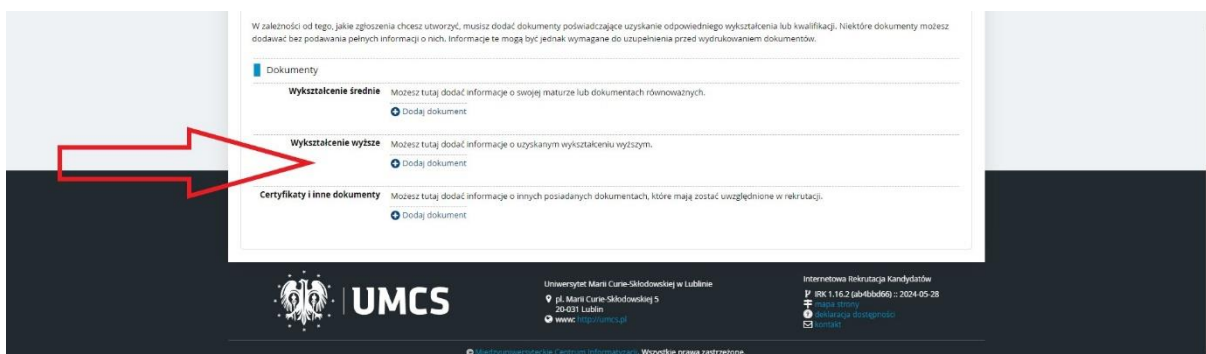 W zależności od tego, jakie zgłoszenia chcesz utworzyć, musisz dodać dokumenty poświadczające uzyskanie odpowiedniego wykształcenia lub kwalifikacji. Niektóre dokumenty możesz
dodawać bez podawania pełnych informacji o nich. Informacje te mogą być jednak wymagane do uzupełnienia przed wydrukowaniem dokumentów.
Dokumenty
Wykształcenie średnie Możesz tutaj dodać informacje o swojej maturze lub dokumentach równoważnych.
Dodaj dokument
Wykształcenie wyższe Możesz tutaj dodać informacje o uzyskanym wykształceniu wyższym.
Dodaj dokument
Certyfikaty i inne dokumenty Możesz tutaj dodać informacje o innych posiadanych dokumentach, które mają zostać uwzględnione w rekrutacji.
Dodaj dokument
UMCS
Uniwersytet Marii Curie-Skłodowskiej w Lublinie
pl. Marii Curie-Skłodowskiej 5
20-031 Lublin
www: http://umcs.pl
Internetowa Rekrutacja Kandydatów
IRK 1.16.2 (ab4bbd66) :: 2024-05-28
mapa strony
deklaracja dostępności
kontakt
© Międzyuniwersyteckie Centrum Informatyzacji. Wszystkie prawa zastrzeżone.